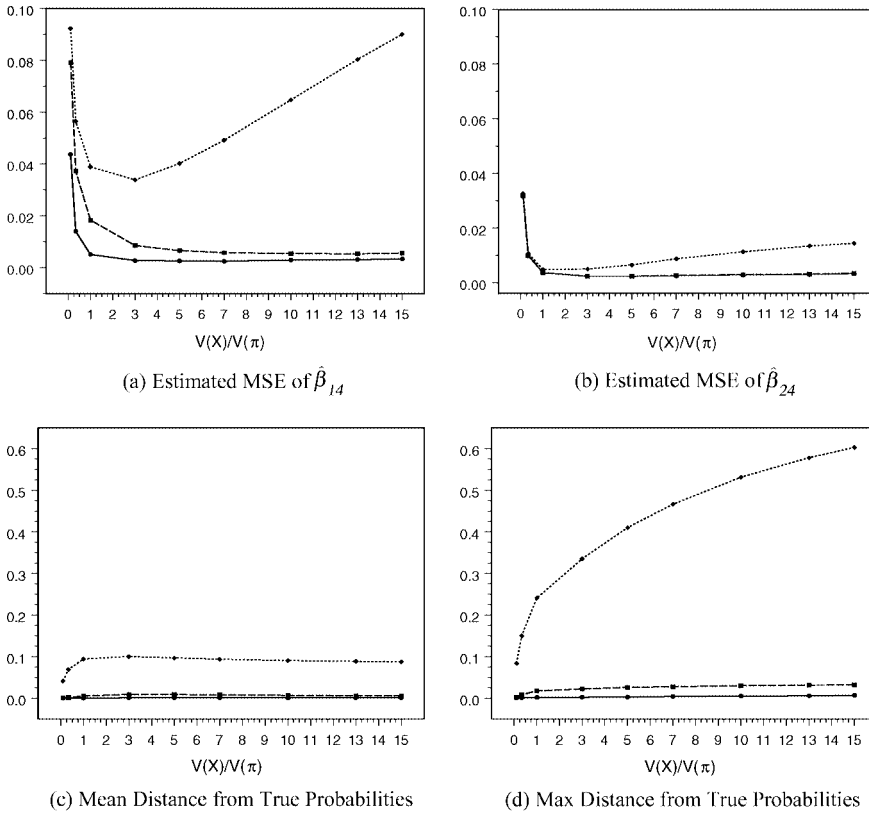 0.10
0.08
0.06
0.04
0.02
0.00
0 1 2 3 4 5 6 7 8 9 10 11 12 13 14 15
V(X)/V(π)
(a) Estimated MSE of β̂14
0.10
0.08
0.06
0.04
0.02
0.00
0 1 2 3 4 5 6 7 8 9 10 11 12 13 14 15
V(X)/V(π)
(b) Estimated MSE of β̂24
0.6
0.5
0.4
0.3
0.2
0.1
0.0
0 1 2 3 4 5 6 7 8 9 10 11 12 13 14 15
V(X)/V(π)
(c) Mean Distance from True Probabilities
0.6
0.5
0.4
0.3
0.2
0.1
0.0
0 1 2 3 4 5 6 7 8 9 10 11 12 13 14 15
V(X)/V(π)
(d) Max Distance from True Probabilities